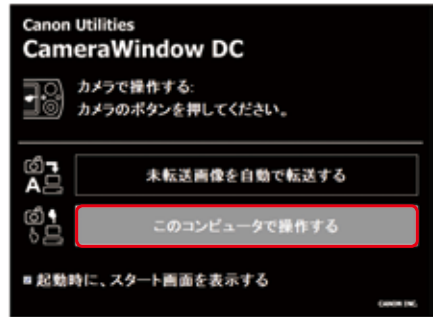 Canon Utilities
CameraWindow DC
カメラで操作する:
カメラのボタンを押してください。
A
未転送画像を自動で転送する
このコンピュータで操作する
起動時に、スタート画面を表示する
CANON INC.